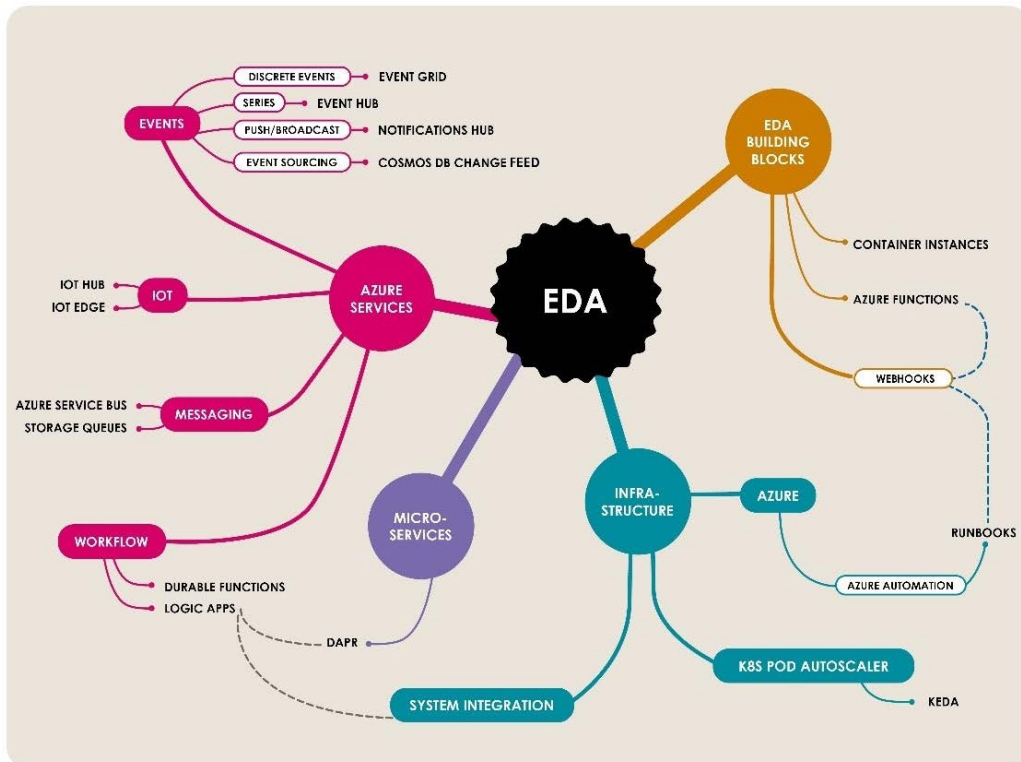 DISCRETE EVENTS
EVENT GRID
SERIES
EVENT HUB
EVENTS
PUSH/BROADCAST
NOTIFICATIONS HUB
EVENT SOURCING
COSMOS DB CHANGE FEED
EDA
BUILDING
BLOCKS
CONTAINER INSTANCES
IOT HUB
IOT EDGE
IOT
AZURE
SERVICES
EDA
AZURE FUNCTIONS
WEBHOOKS
AZURE SERVICE BUS
STORAGE QUEUES
MESSAGING
MICRO-
SERVICES
INFRA-
STRUCTURE
AZURE
RUNBOOKS
WORKFLOW
DURABLE FUNCTIONS
LOGIC APPS
AZURE AUTOMATION
DAPR
K8S POD AUTOSCALER
KEDA
SYSTEM INTEGRATION